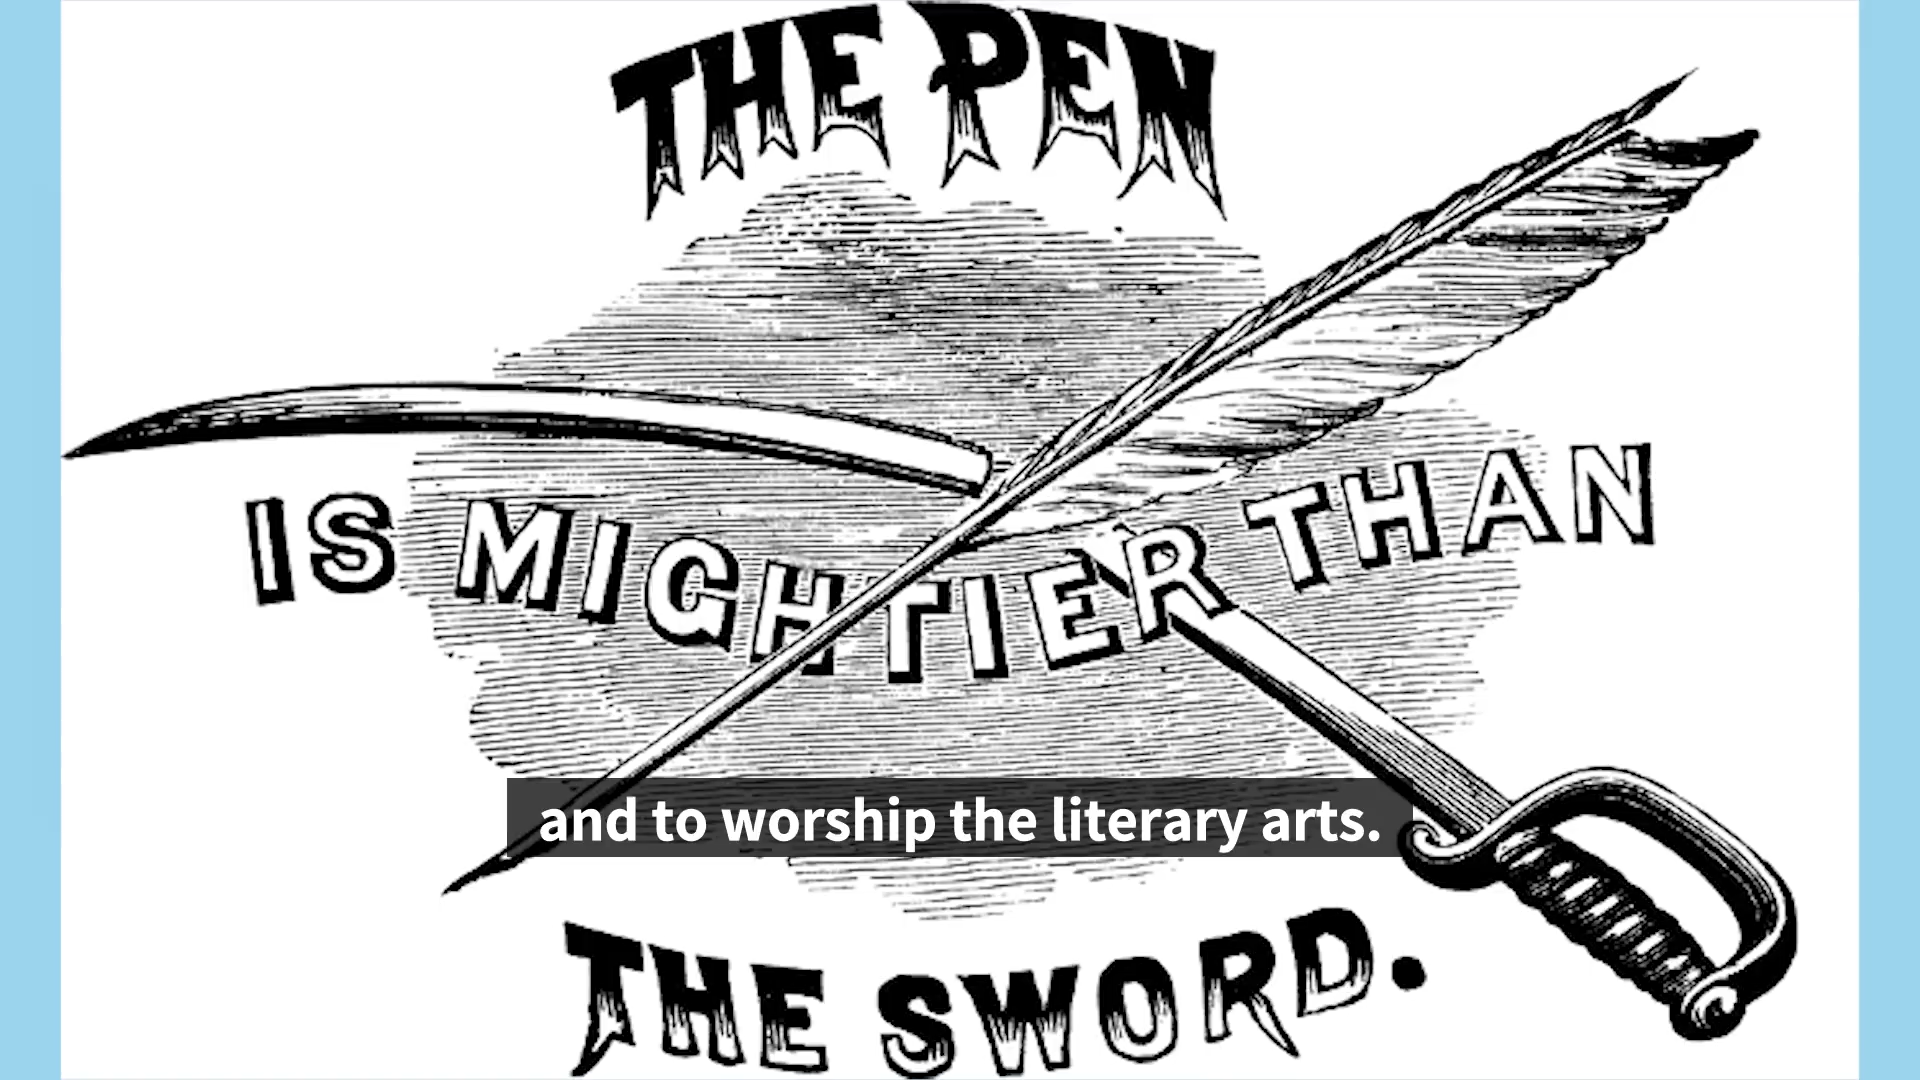 THE PEN
IS MIGHTIER THAN
and to worship the literary arts.
THE SWORD.